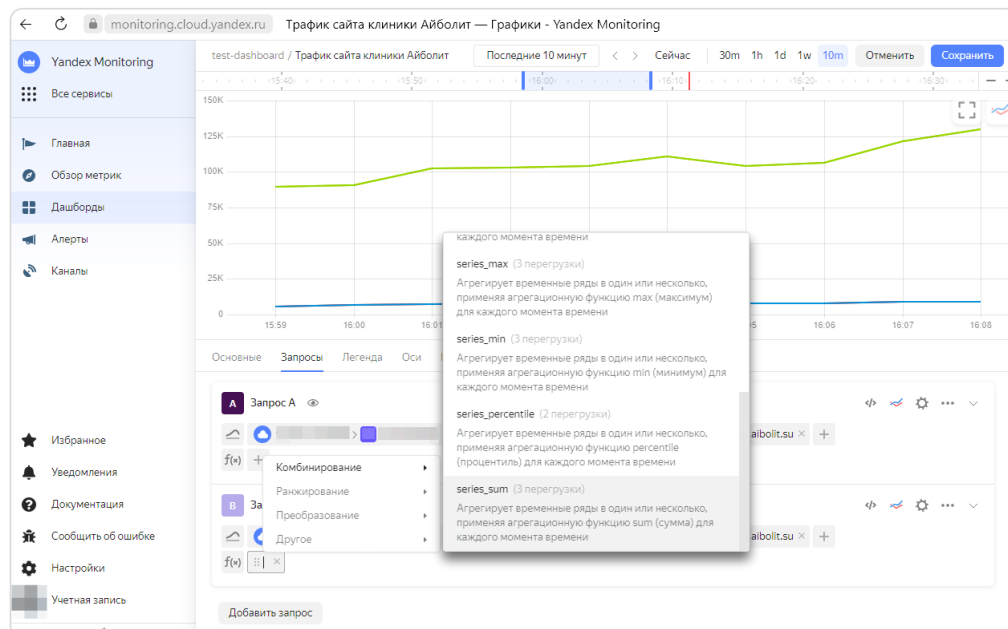 monitoring.cloud.yandex.ru Трафик сайта клиники Айболит — Графики - Yandex Monitoring
Yandex Monitoring
Все сервисы
Главная
Обзор метрик
Дашборды
Алерты
Каналы
Избранное
Уведомления
Документация
Сообщить об ошибке
Настройки
Учетная запись
test-dashboard / Трафик сайта клиники Айболит Последние 10 минут Сейчас 30m 1h 1d 1w 10m Отменить Сохранить
15:40 15:50 16:00 16:10 16:20 16:30
150K
125K
100K
75K
50K
25K
0
15:59 16:00 16:01 16:06 16:07 16:08
Основные Запросы Легенда Оси
A Запрос A
aibolit.su
f(x)
B За
aibolit.su
f(x)
Добавить запрос
Комбинирование
Ранжирование
Преобразование
Другое
каждого момента времени
series_max (3 перегрузки)
Агрегирует временные ряды в один или несколько,
применяя агрегационную функцию max (максимум)
для каждого момента времени
series_min (3 перегрузки)
Агрегирует временные ряды в один или несколько,
применяя агрегационную функцию min (минимум) для
каждого момента времени
series_percentile (2 перегрузки)
Агрегирует временные ряды в один или несколько,
применяя агрегационную функцию percentile
(процентиль) для каждого момента времени
series_sum (3 перегрузки)
Агрегирует временные ряды в один или несколько,
применяя агрегационную функцию sum (сумма) для
каждого момента времени